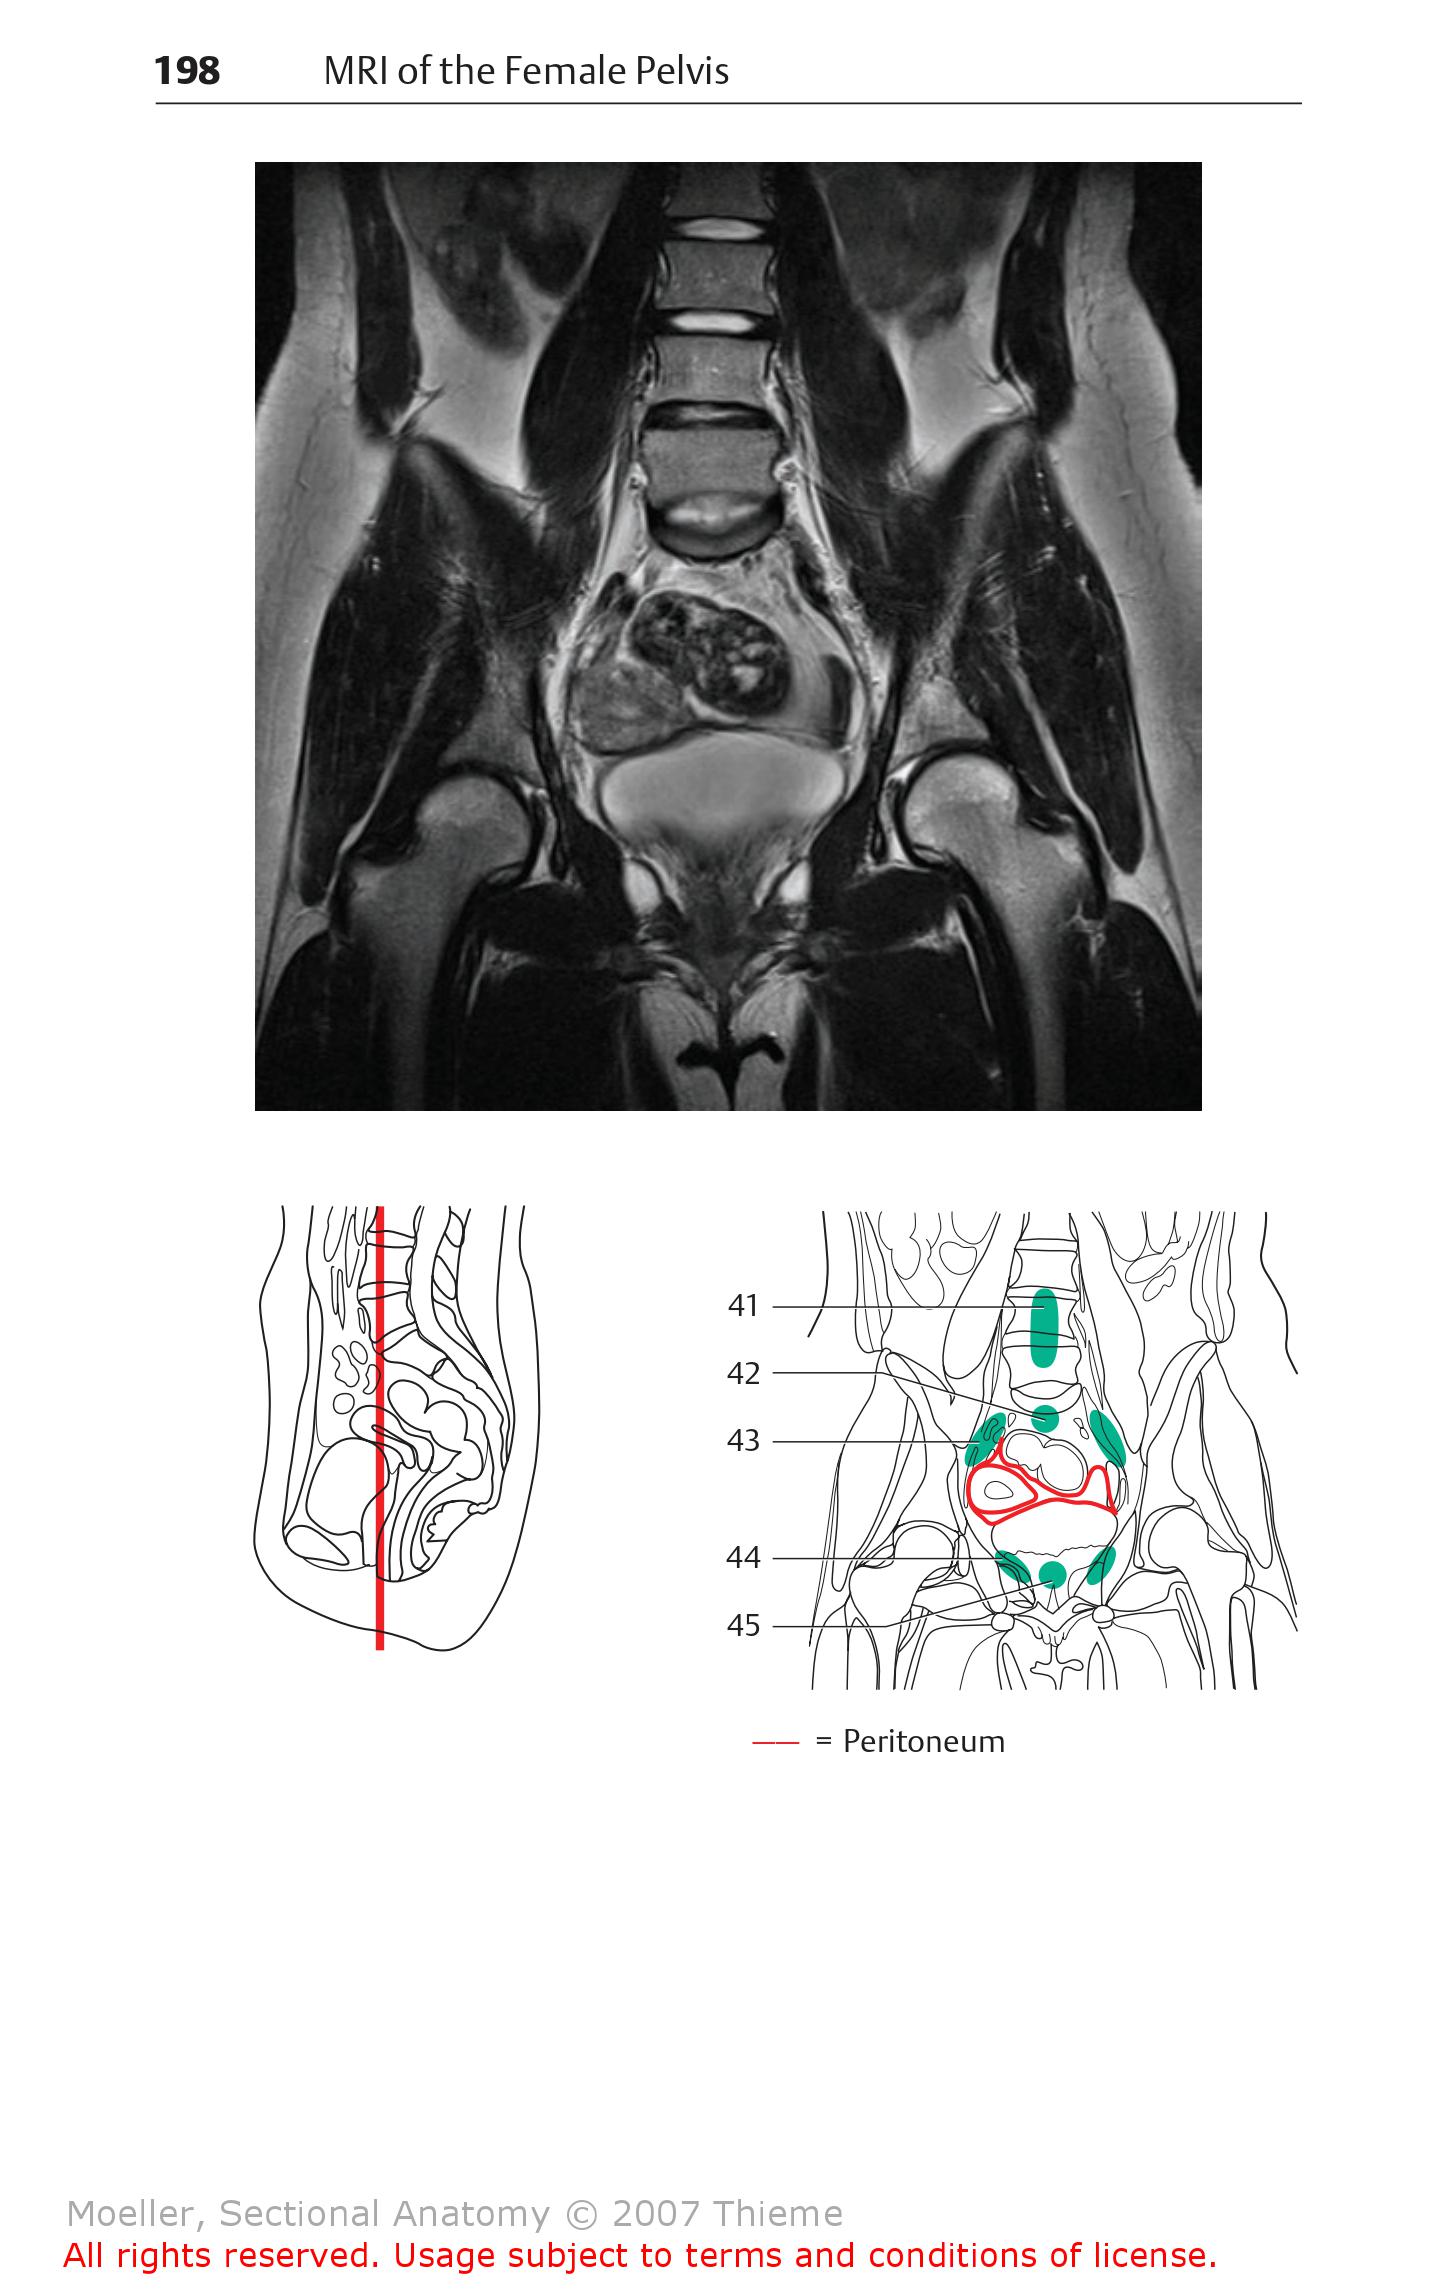 198 MRI of the Female Pelvis
41
42
43
44
45
= Peritoneum
Moeller, Sectional Anatomy © 2007 Thieme
All rights reserved. Usage subject to terms and conditions of license.